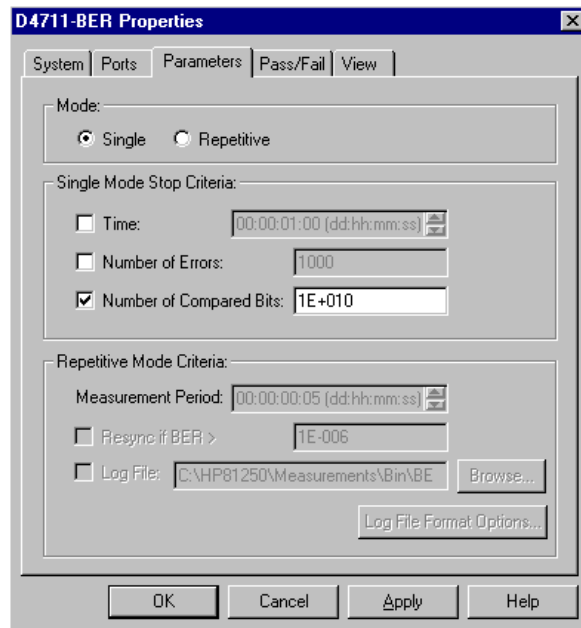 D4711-BER Properties
System Ports Parameters Pass/Fail View
Mode:
Single Repetitive
Single Mode Stop Criteria:
Time: 00:00:01:00 (dd:hh:mm:ss)
Number of Errors: 1000
Number of Compared Bits: 1E+010
Repetitive Mode Criteria:
Measurement Period: 00:00:00:05 (dd:hh:mm:ss)
Resync if BER > 1E-006
Log File: C:\HP81250\Measurements\Bin\BE Browse...
Log File Format Options...
OK Cancel Apply Help